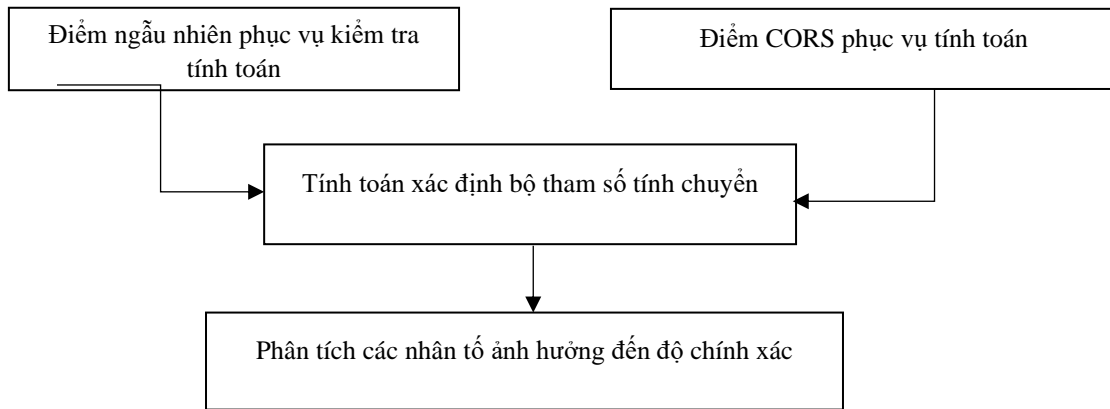 Điểm ngẫu nhiên phục vụ kiểm tra
tính toán
Điểm CORS phục vụ tính toán
Tính toán xác định bộ tham số tính chuyển
Phân tích các nhân tố ảnh hưởng đến độ chính xác